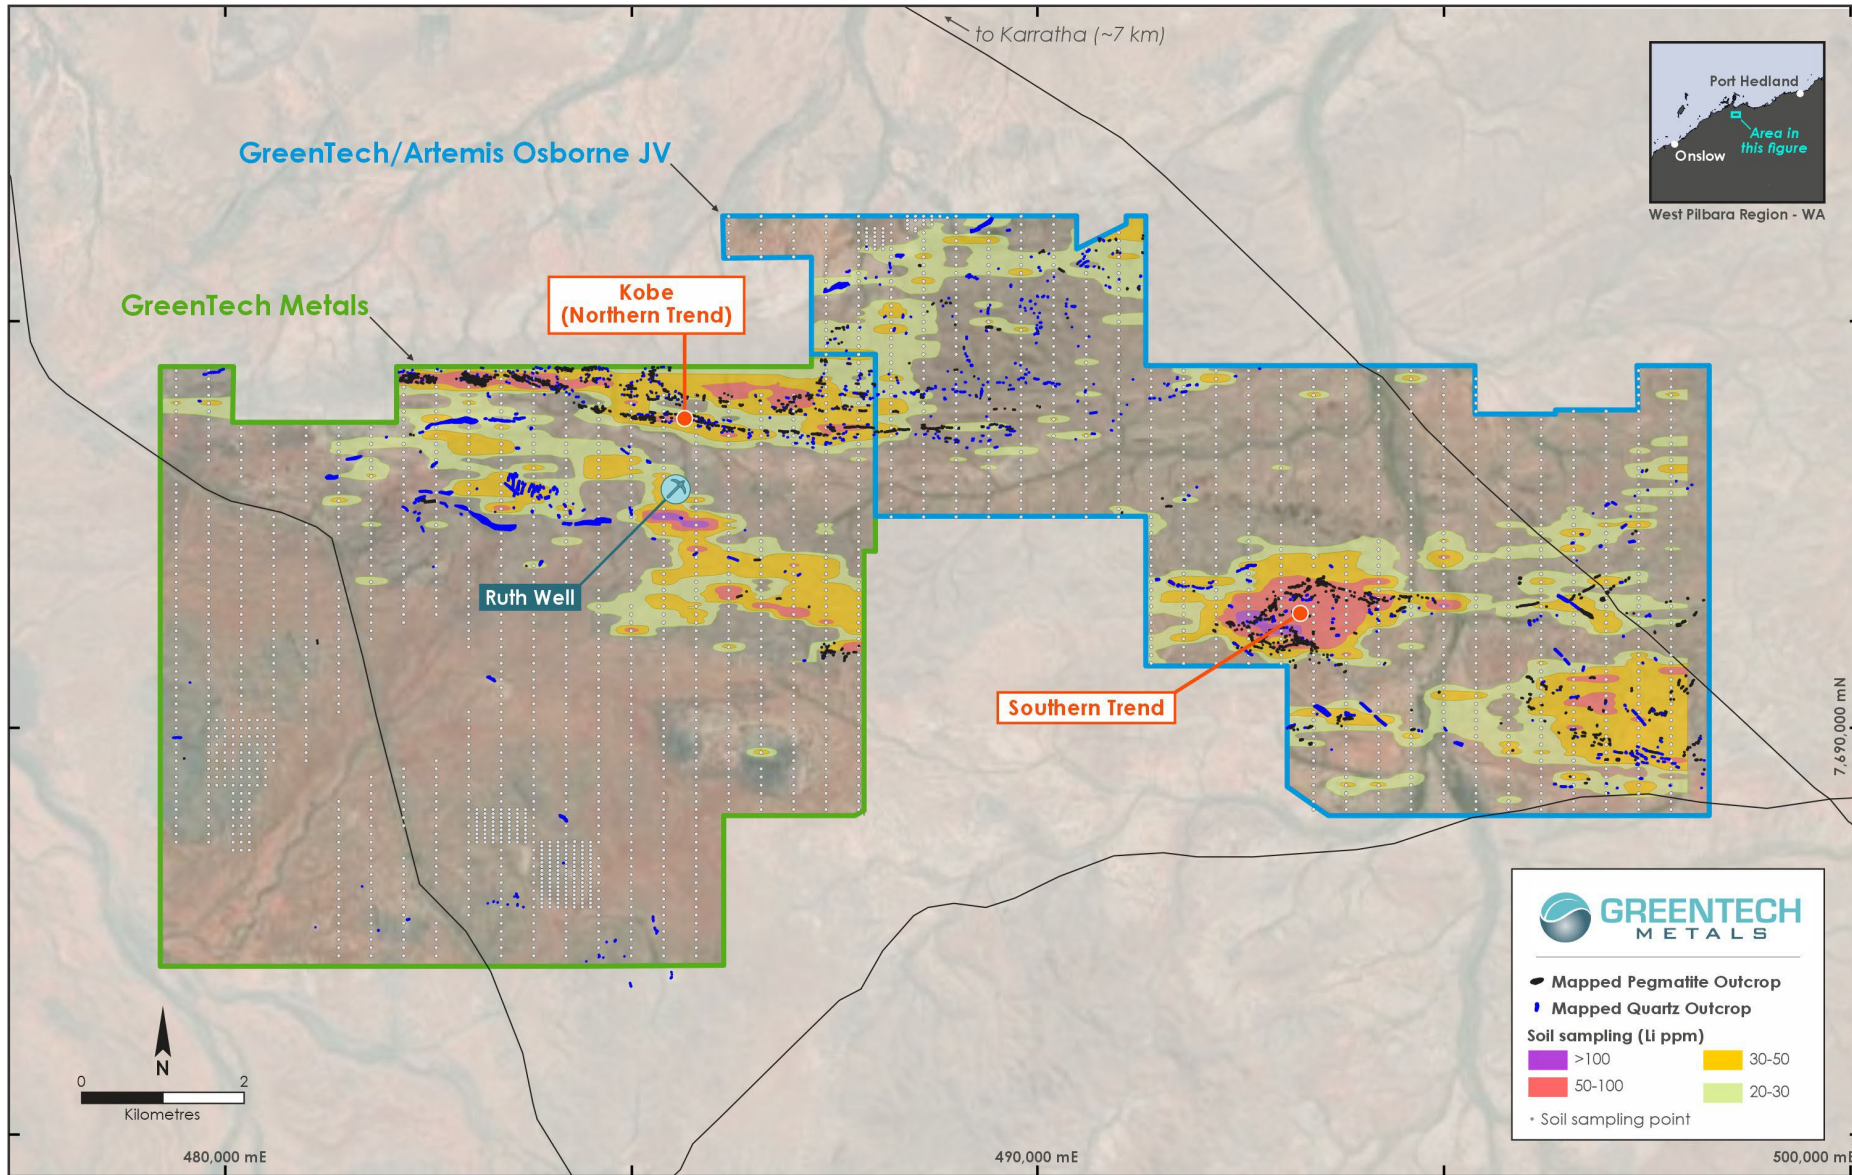 to Karratha (~7 km)
Port Hedland
Area in
this figure
Onslow
West Pilbara Region - WA
GreenTech/Artemis Osborne JV
GreenTech Metals
Kobe
(Northern Trend)
Ruth Well
Southern Trend
7,690,000 mN
GREENTECH
METALS
Mapped Pegmatite Outcrop
Mapped Quartz Outcrop
Soil sampling (Li ppm)
>100
30-50
50-100
20-30
Soil sampling point
N
0 2
Kilometres
480,000 mE
490,000 mE
500,000 mE